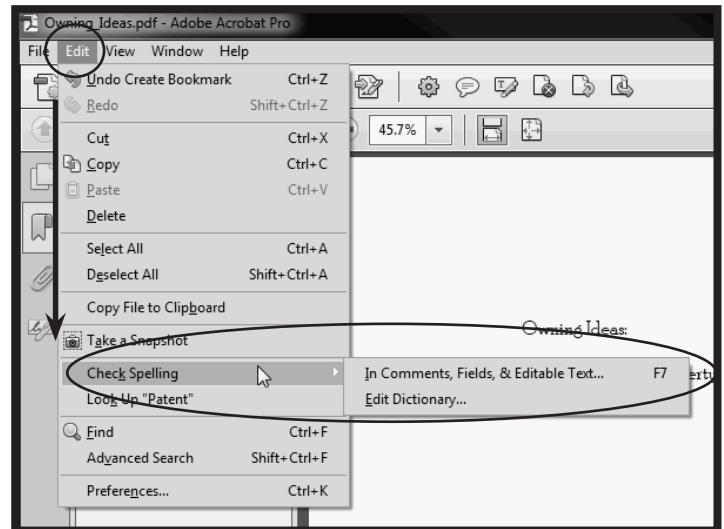 Owning_Ideas.pdf - Adobe Acrobat Pro
File Edit View Window Help
Undo Create Bookmark Ctrl+Z
Redo Shift+Ctrl+Z
45.7%
Cut Ctrl+X
Copy Ctrl+C
Paste Ctrl+V
Delete
Select All Ctrl+A
Deselect All Shift+Ctrl+A
Copy File to Clipboard
Owning Ideas:
Take a Snapshot
Check Spelling In Comments, Fields, & Editable Text... F7
Look Up "Patent" Edit Dictionary...
Find Ctrl+F
Advanced Search Shift+Ctrl+F
Preferences... Ctrl+K